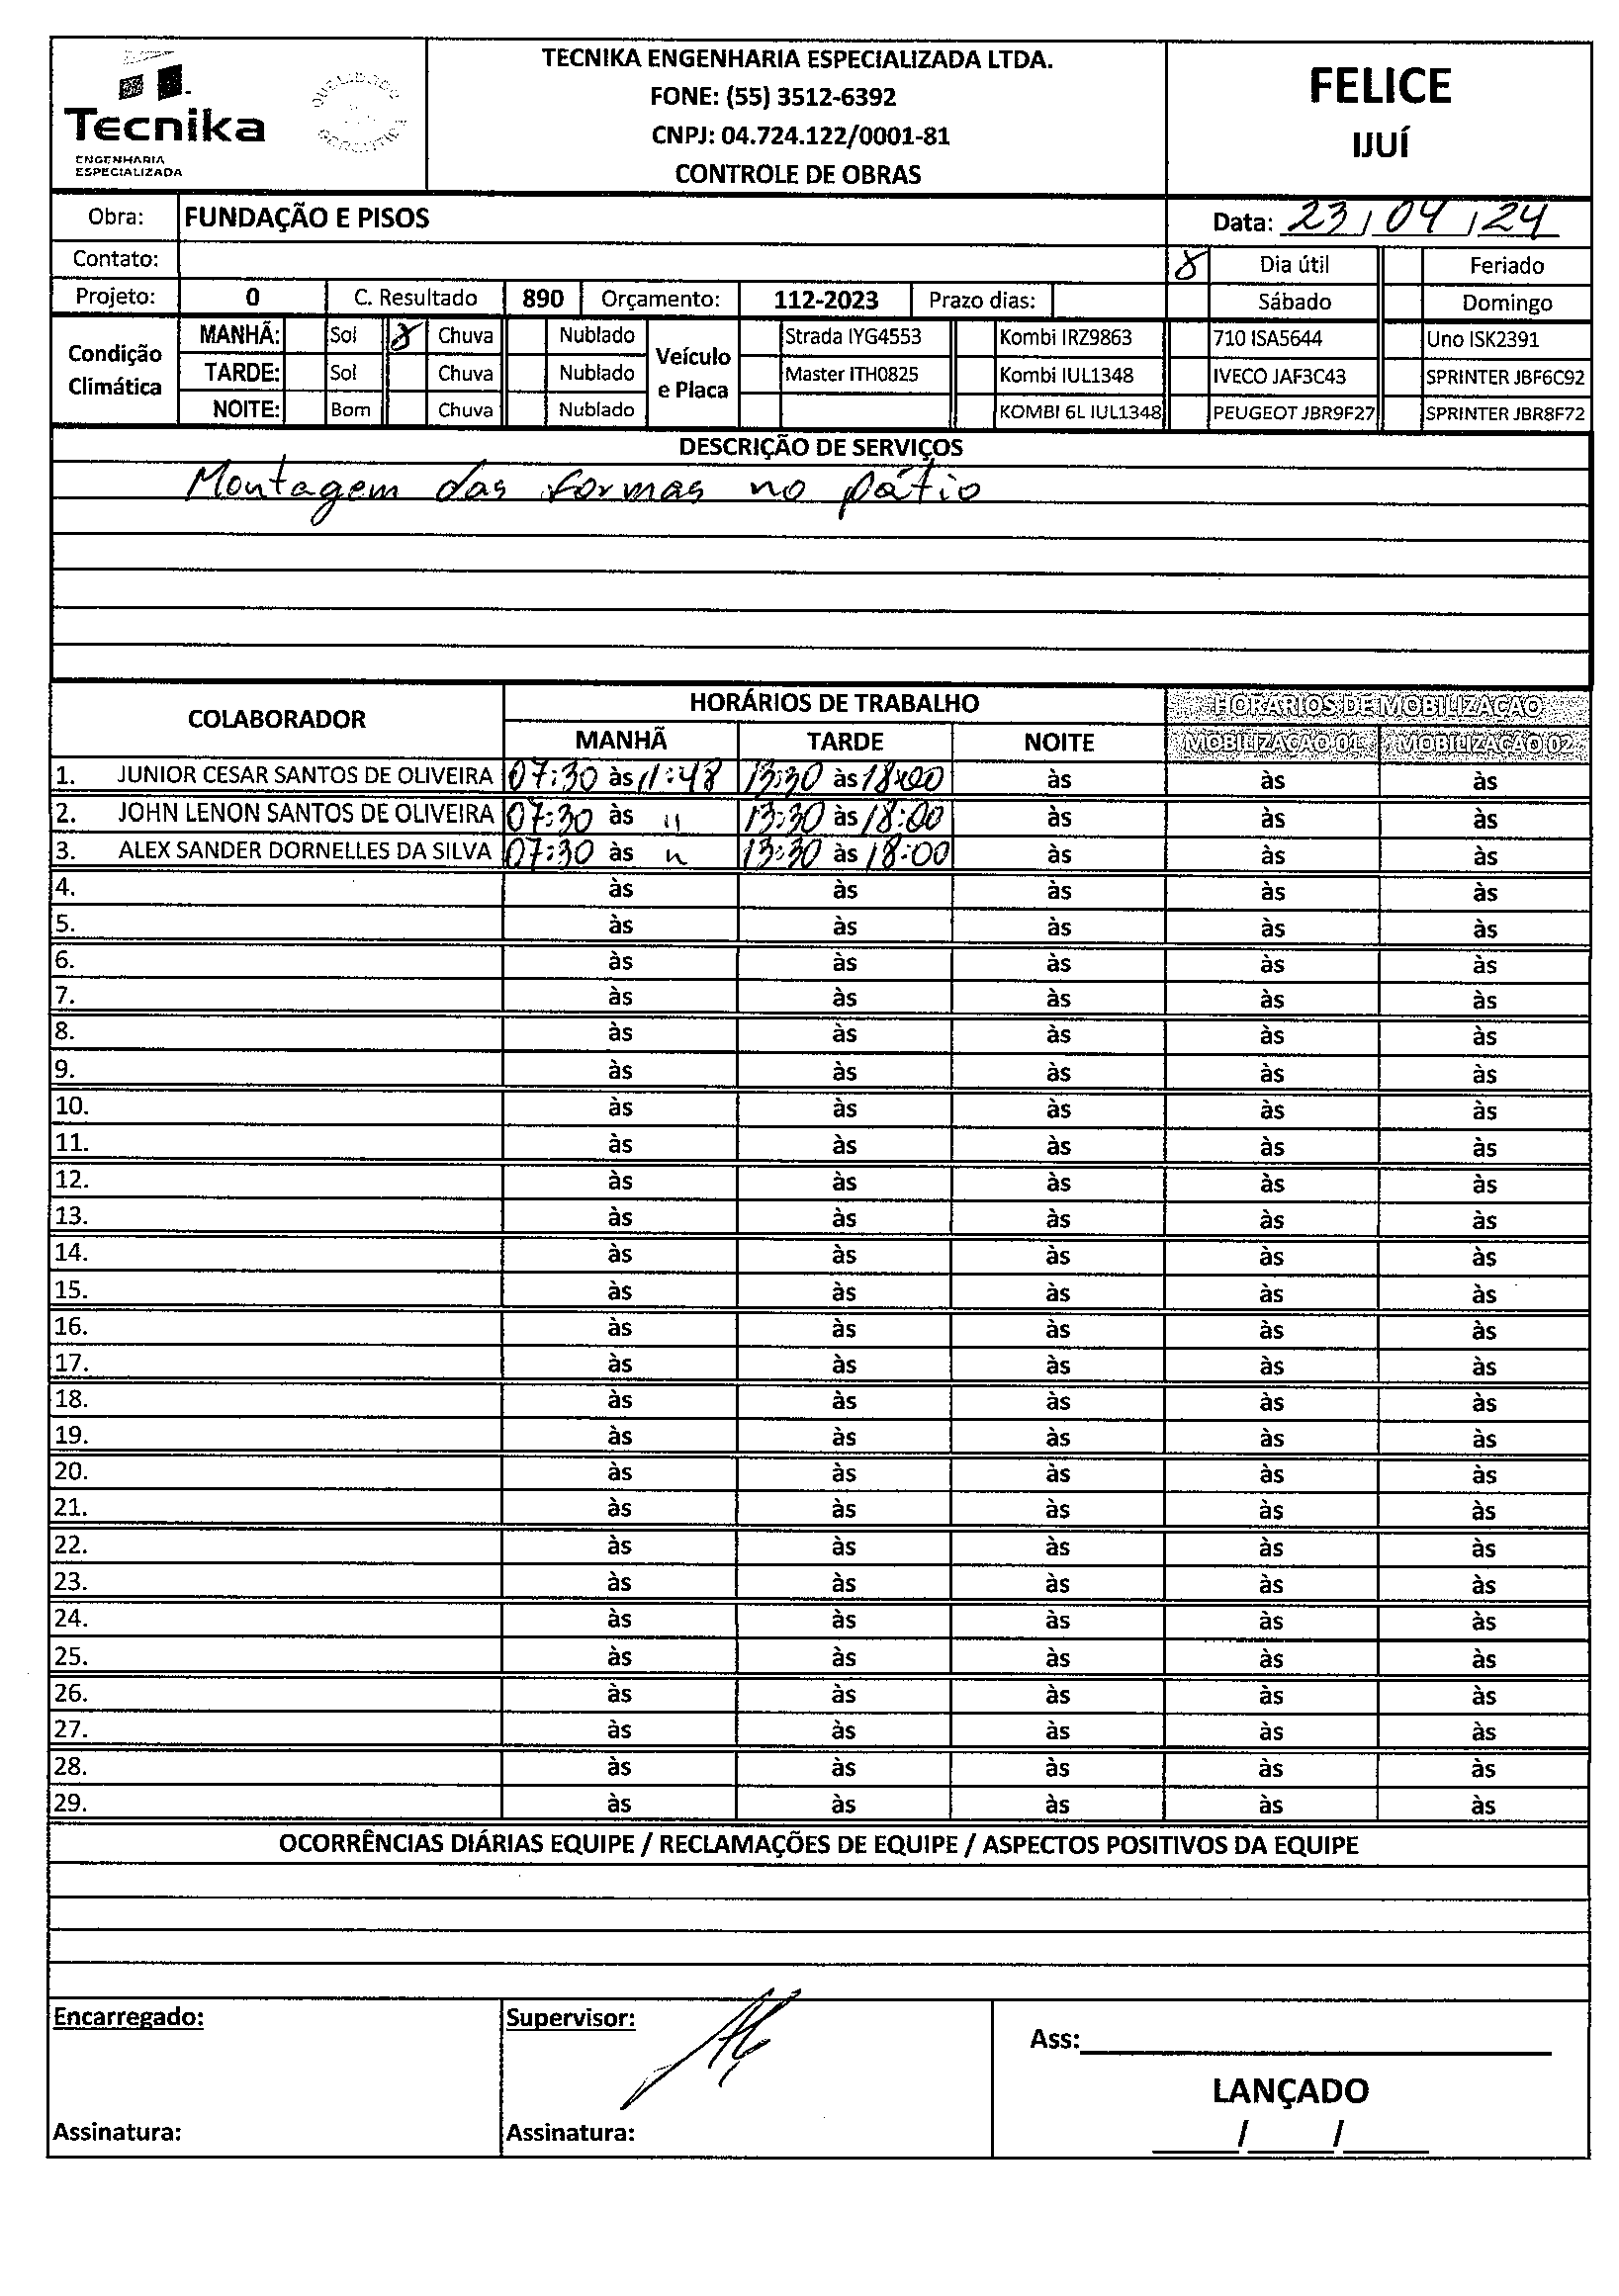 Tecnika
ENGENHARIA
ESPECIALIZADA
TECNIKA ENGENHARIA ESPECIALIZADA LTDA.
FONE: (55) 3512-6392
CNPJ: 04.724.122/0001-81
CONTROLE DE OBRAS
FELICE
IJUÍ
Obra: FUNDAÇÃO E PISOS Data: 23/04/24
Contato: 8 Dia útil Feriado
Projeto: 0 C. Resultado 890 Orçamento: 112-2023 Prazo dias: Sábado Domingo
Condição Climática
MANHÃ: Sol 8 Chuva Nublado
TARDE: Sol Chuva Nublado
NOITE: Bom Chuva Nublado
Veículo e Placa
Strada IYG4553 Kombi IRZ9863 710 ISA5644 Uno ISK2391
Master ITH0825 Kombi IUL1348 IVECO JAF3C43 SPRINTER JBF6C92
KOMBI 6L IUL1348 PEUGEOT JBR9F27 SPRINTER JBR8F72
DESCRIÇÃO DE SERVIÇOS
Montagem das formas no pátio
COLABORADOR HORÁRIOS DE TRABALHO HORÁRIOS DE MOBILIZAÇÃO
MANHÃ TARDE NOITE MOBILIZAÇÃO 01 MOBILIZAÇÃO 02
1. JUNIOR CESAR SANTOS DE OLIVEIRA 07:30 às 11:48 13:30 às 18:00 às às às
2. JOHN LENON SANTOS DE OLIVEIRA 07:30 às " 13:30 às 18:00 às às às
3. ALEX SANDER DORNELLES DA SILVA 07:30 às " 13:30 às 18:00 às às às
4. às às às às às
5. às às às às às
6. às às às às às
7. às às às às às
8. às às às às às
9. às às às às às
10. às às às às às
11. às às às às às
12. às às às às às
13. às às às às às
14. às às às às às
15. às às às às às
16. às às às às às
17. às às às às às
18. às às às às às
19. às às às às às
20. às às às às às
21. às às às às às
22. às às às às às
23. às às às às às
24. às às às às às
25. às às às às às
26. às às às às às
27. às às às às às
28. às às às às às
29. às às às às às
OCORRÊNCIAS DIÁRIAS EQUIPE / RECLAMAÇÕES DE EQUIPE / ASPECTOS POSITIVOS DA EQUIPE
Encarregado: Supervisor: Ass:
LANÇADO
Assinatura: Assinatura: / /